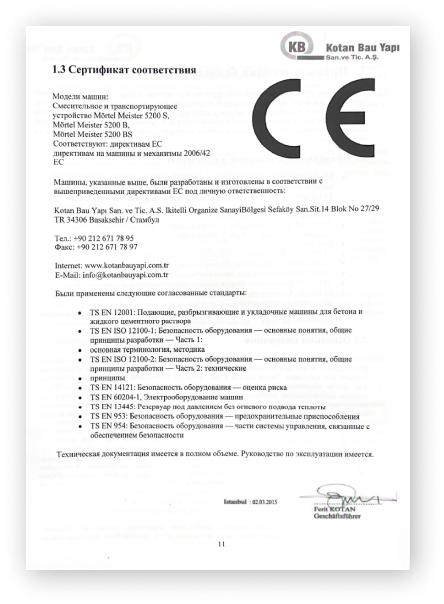 KB Kotan Bau Yapı
San.ve Tic. A.Ş.
1.3 Сертификат соответствия
CE
Модели машин:
Смесительное и транспортирующее
устройство Mörtel Meister 5200 S,
Mörtel Meister 5200 B,
Mörtel Meister 5200 BS
Соответствуют: директивам ЕС
директивам на машины и механизмы 2006/42
ЕС
Машины, указанные выше, были разработаны и изготовлены в соответствии с
вышеприведенными директивами ЕС под личную ответственность:
Kotan Bau Yapı San. ve Tic. A.S. Ikitelli Organize SanayiBölgesi Sefaköy San.Sit.14 Blok No 27/29
TR 34306 Basaksehir / Стамбул
Тел.: +90 212 671 78 95
Факс: +90 212 671 78 97
Internet: www.kotanbauyapi.com.tr
E-Mail: info@kotanbauyapi.com.tr
Были применены следующие согласованные стандарты:
• TS EN 12001: Подающие, разбрызгивающие и укладочные машины для бетона и
жидкого цементного раствора
• TS EN ISO 12100-1: Безопасность оборудования — основные понятия, общие
принципы разработки — Часть 1:
• основная терминология, методика
• TS EN ISO 12100-2: Безопасность оборудования — основные понятия, общие
принципы разработки — Часть 2: технические
• принципы
• TS EN 14121: Безопасность оборудования — оценка риска
• TS EN 60204-1, Электрооборудование машин
• TS EN 13445: Резервуар под давлением без огневого подвода теплоты
• TS EN 953: Безопасность оборудования — предохранительные приспособления
• TS EN 954: Безопасность оборудования — части системы управления, связанные с
обеспечением безопасности
Техническая документация имеется в полном объеме. Руководство по эксплуатации имеется.
Istanbul : 02.03.2015
Ferit KOTAN
Geschäftsführer
11